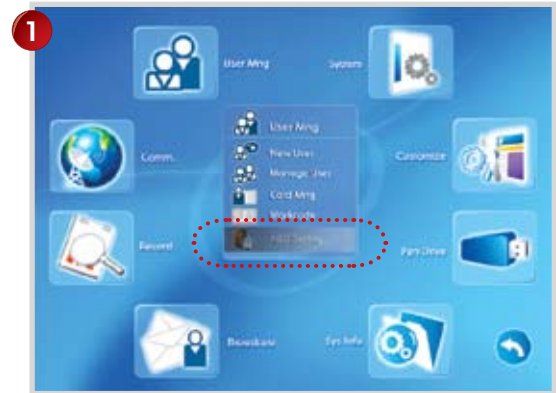 1
User Mng
System
User Mng
New User
Manage User
Card Mng
Workcode
Comm.
Customize
Record
Pen Drive
Broadcast
Sys Info